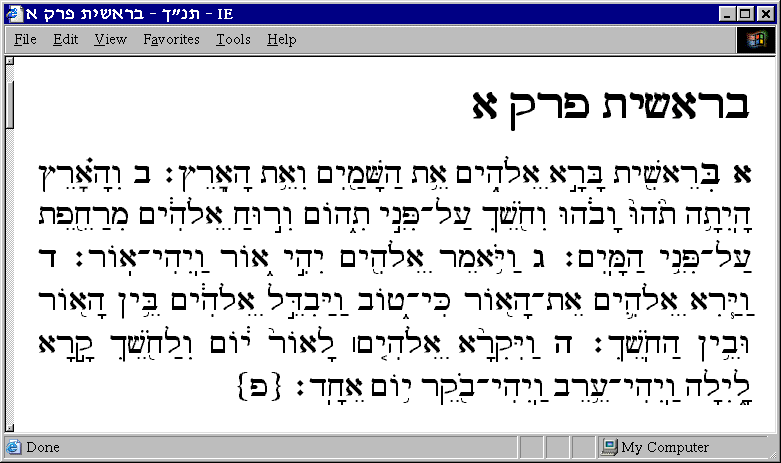 תנ״ך - בראשית פרק א - IE
File Edit View Favorites Tools Help
בראשית פרק א
א בְּרֵאשִׁ֖ית בָּרָ֣א אֱלֹהִ֑ים אֵ֥ת הַשָּׁמַ֖יִם וְאֵ֥ת הָאָֽרֶץ׃ ב וְהָאָ֗רֶץ
הָיְתָ֥ה תֹ֙הוּ֙ וָבֹ֔הוּ וְחֹ֖שֶׁךְ עַל־פְּנֵ֣י תְה֑וֹם וְר֣וּחַ אֱלֹהִ֔ים מְרַחֶ֖פֶת
עַל־פְּנֵ֥י הַמָּֽיִם׃ ג וַיֹּ֥אמֶר אֱלֹהִ֖ים יְהִ֣י א֑וֹר וַֽיְהִי־אֽוֹר׃ ד
וַיַּ֧רְא אֱלֹהִ֛ים אֶת־הָא֖וֹר כִּי־ט֑וֹב וַיַּבְדֵּ֣ל אֱלֹהִ֔ים בֵּ֥ין הָא֖וֹר
וּבֵ֥ין הַחֹֽשֶׁךְ׃ ה וַיִּקְרָ֨א אֱלֹהִ֤ים׀ לָאוֹר֙ י֔וֹם וְלַחֹ֖שֶׁךְ קָ֣רָא
לָ֑יְלָה וַֽיְהִי־עֶ֥רֶב וַֽיְהִי־בֹ֖קֶר י֥וֹם אֶחָֽד׃ {פ}
Done My Computer